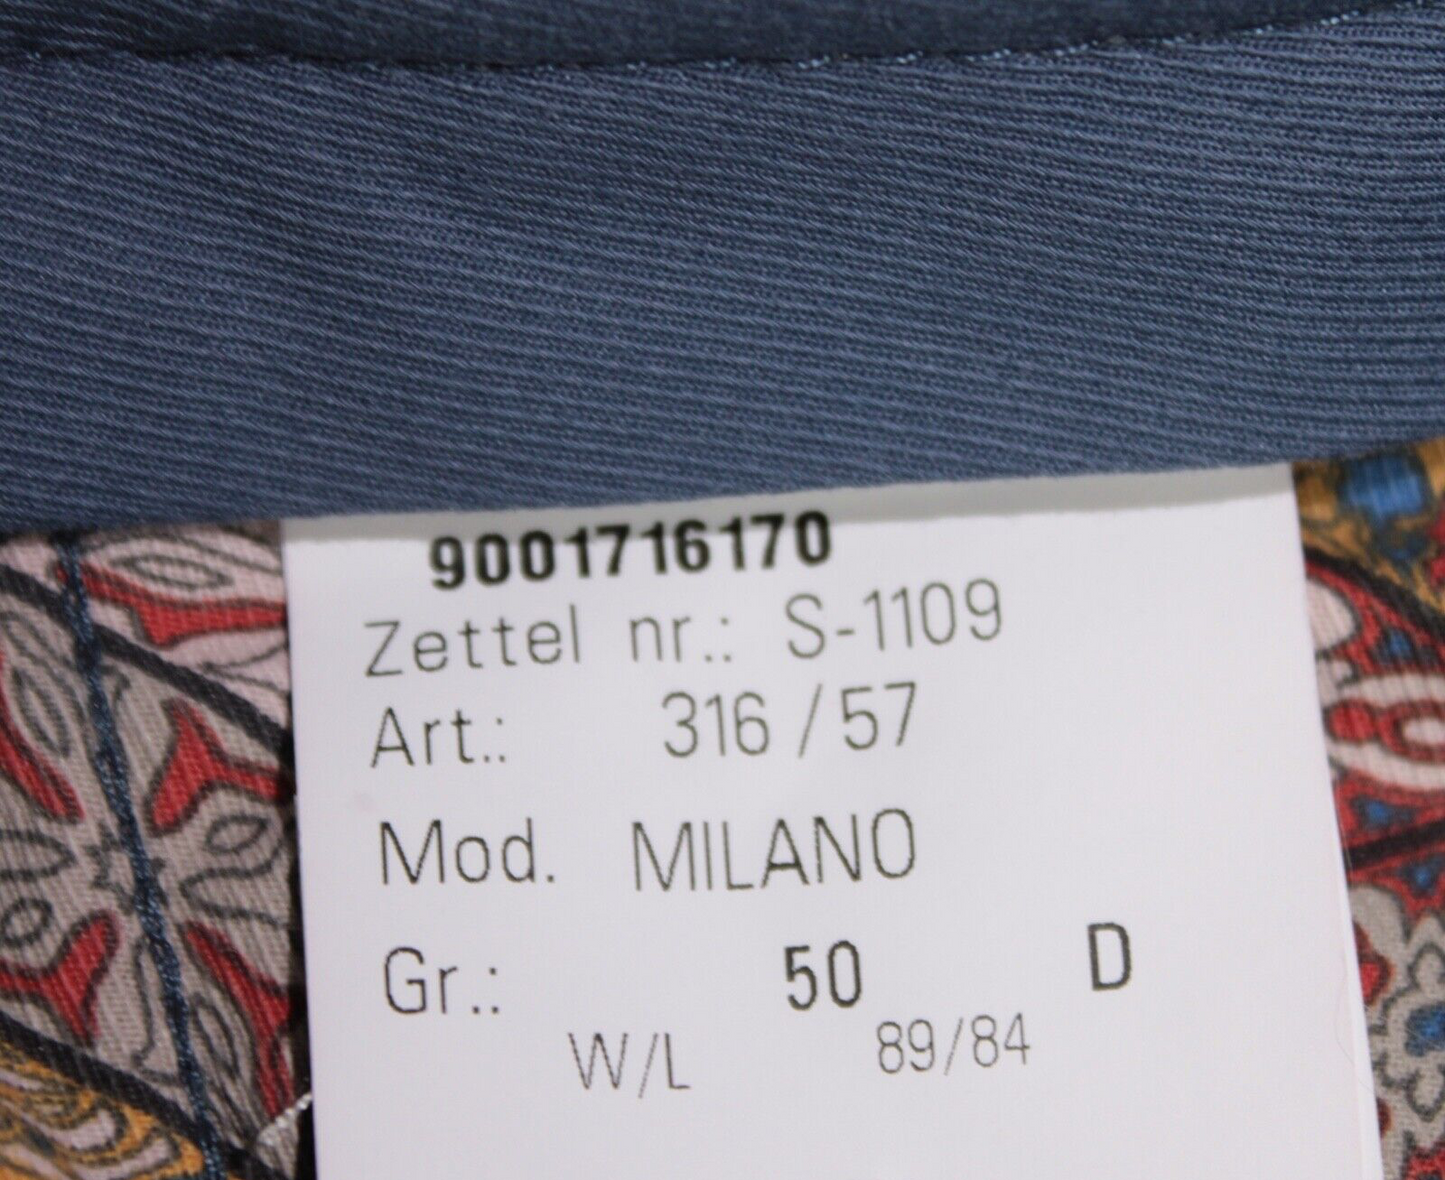 9001716170
Zettel nr.: S-1109
Art.: 316 / 57
Mod. MILANO
Gr.: 50 D
W/L 89/84